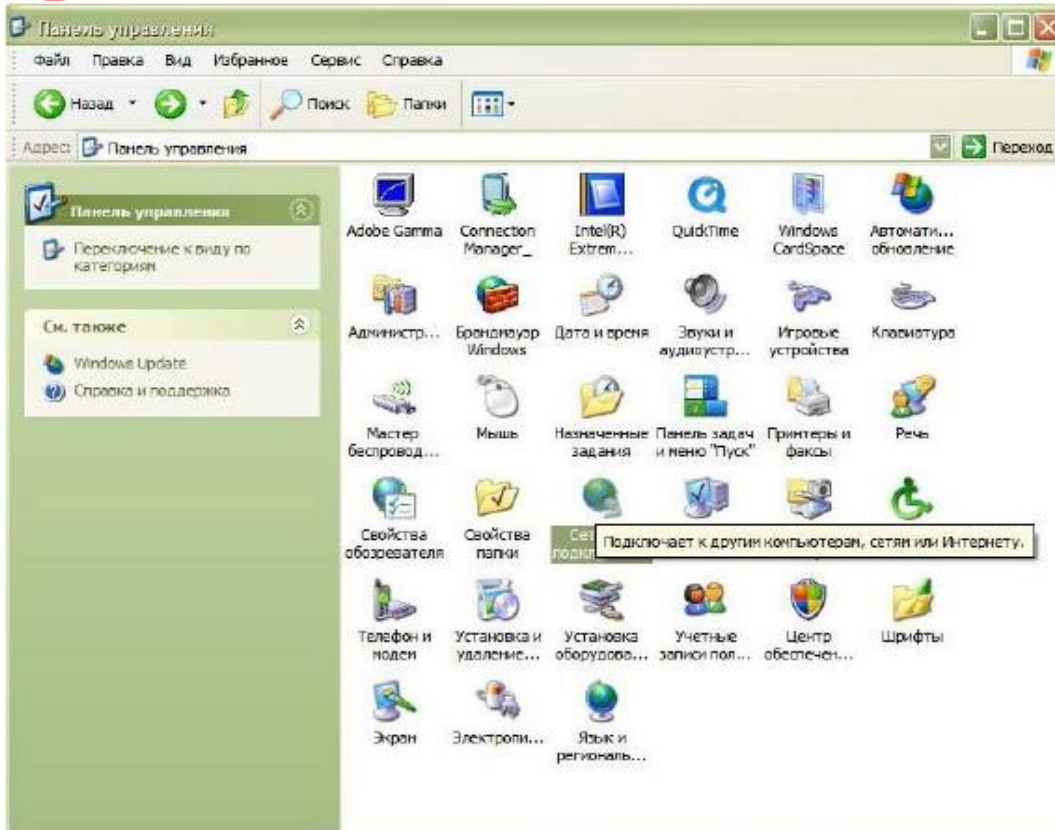 Панель управления
Файл Правка Вид Избранное Сервис Справка
Назад Поиск Папки
Адрес: Панель управления Переход
Панель управления
Переключение к виду по
категориям
См. также
Windows Update
Справка и поддержка
Adobe Gamma Connection Intel(R) QuickTime Windows Автомати...
Manager_ Extrem... CardSpace обновление
Администр... Брандмауэр Дата и время Звуки и Игровые Клавиатура
Windows аудиоустр... устройства
Мастер Мышь Назначенные Панель задач Принтеры и Речь
беспровод... задания и меню "Пуск" факсы
Свойства Свойства
обозревателя папки
Подключает к другим компьютерам, сетям или Интернету.
Телефон и Установка и Установка Учетные Центр Шрифты
модем удаление... оборудова... записи пол... обеспечен...
Экран Электропи... Язык и
региональ...